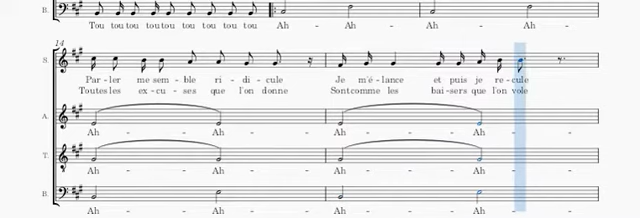 B.
Tou tou tou tou tou tou tou tou Ah - Ah - Ah - Ah -
14
S.
Par - ler me sem - ble ri - di - cule Je m'é - lance et puis je re - cule
Toutes les ex - cu - ses que l'on donne Sont comme les bai - sers que l'on vole
A.
Ah - Ah - Ah - Ah -
T.
Ah - Ah - Ah - Ah -
B.
Ah - Ah - Ah - Ah -